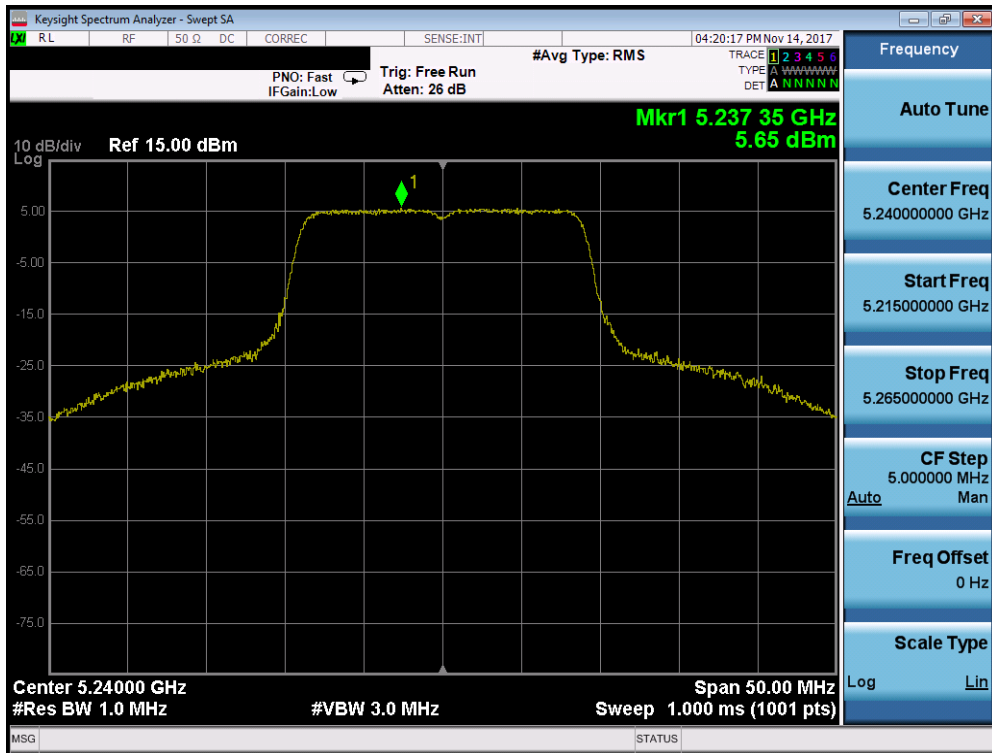 Keysight Spectrum Analyzer - Swept SA
LXI RL RF 50 Ω DC CORREC SENSE:INT 04:20:17 PM Nov 14, 2017
#Avg Type: RMS TRACE 1 2 3 4 5 6
PNO: Fast Trig: Free Run TYPE A WWWWW
IFGain:Low Atten: 26 dB DET A N N N N N
Mkr1 5.237 35 GHz
5.65 dBm
10 dB/div Ref 15.00 dBm
Log
1
5.00
-5.00
-15.0
-25.0
-35.0
-45.0
-55.0
-65.0
-75.0
Center 5.24000 GHz Span 50.00 MHz
#Res BW 1.0 MHz #VBW 3.0 MHz Sweep 1.000 ms (1001 pts)
MSG STATUS
Frequency
Auto Tune
Center Freq
5.240000000 GHz
Start Freq
5.215000000 GHz
Stop Freq
5.265000000 GHz
CF Step
5.000000 MHz
Auto Man
Freq Offset
0 Hz
Scale Type
Log Lin